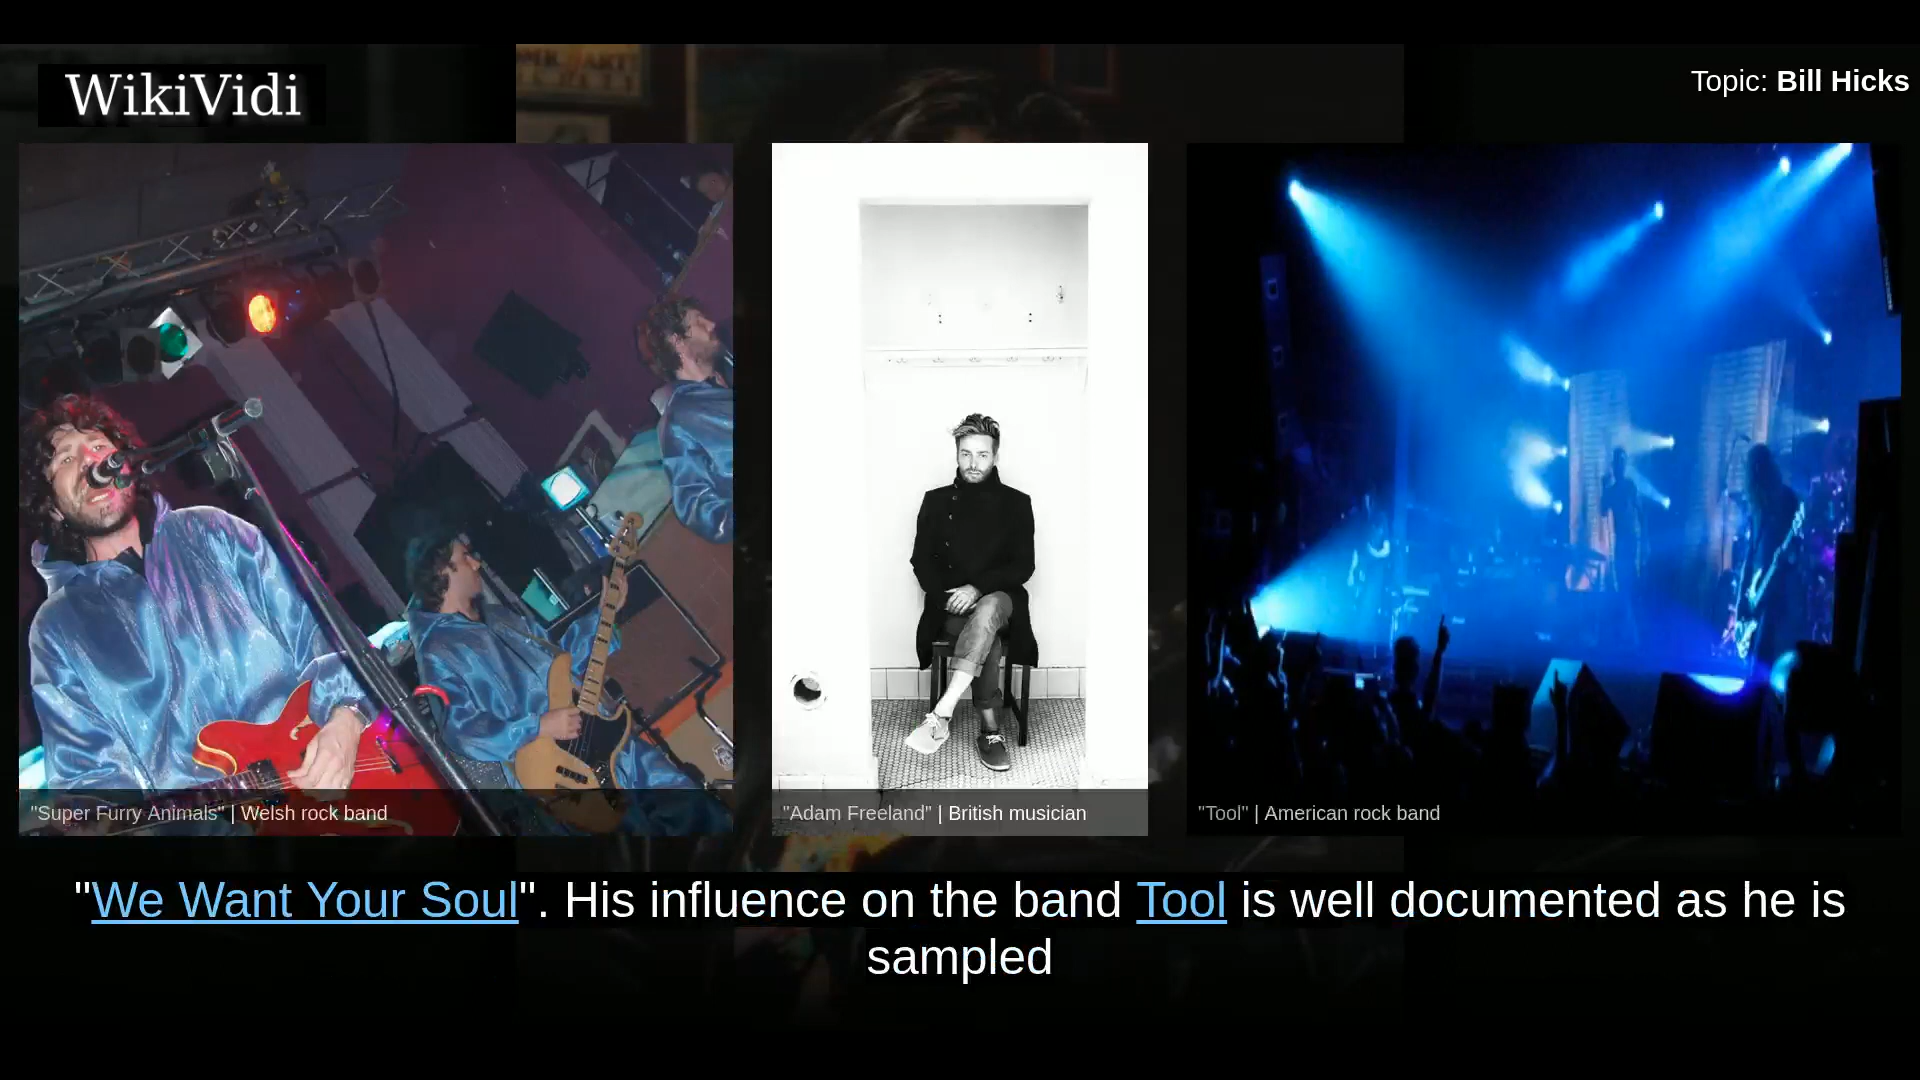 WikiVidi
Topic: Bill Hicks
"Super Furry Animals" | Welsh rock band
"Adam Freeland" | British musician
"Tool" | American rock band
"We Want Your Soul". His influence on the band Tool is well documented as he is
sampled